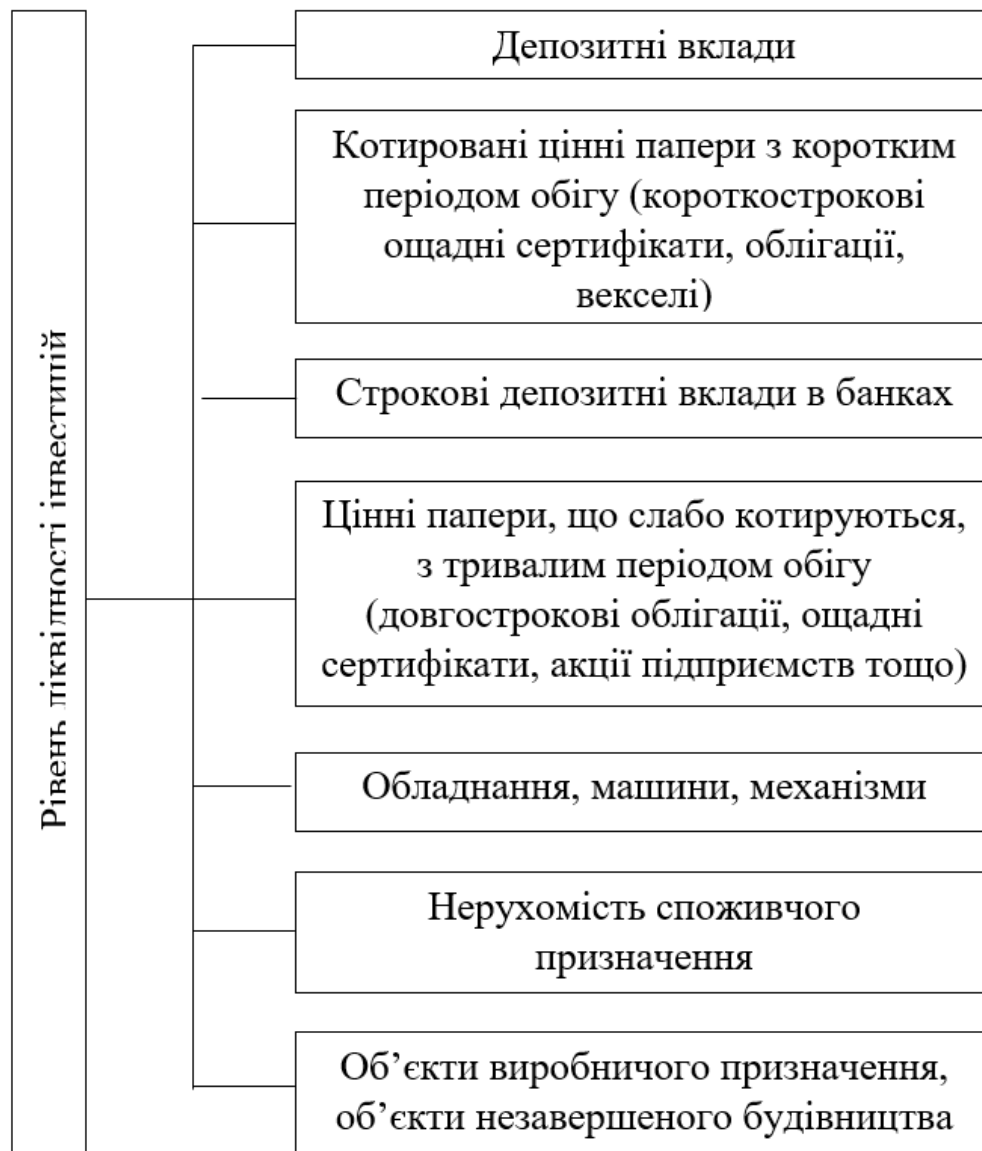 Рівень ліквідності інвестицій
Депозитні вклади
Котировані цінні папери з коротким
періодом обігу (короткострокові
ощадні сертифікати, облігації,
векселі)
Строкові депозитні вклади в банках
Цінні папери, що слабо котируються,
з тривалим періодом обігу
(довгострокові облігації, ощадні
сертифікати, акції підприємств тощо)
Обладнання, машини, механізми
Нерухомість споживчого
призначення
Об’єкти виробничого призначення,
об’єкти незавершеного будівництва